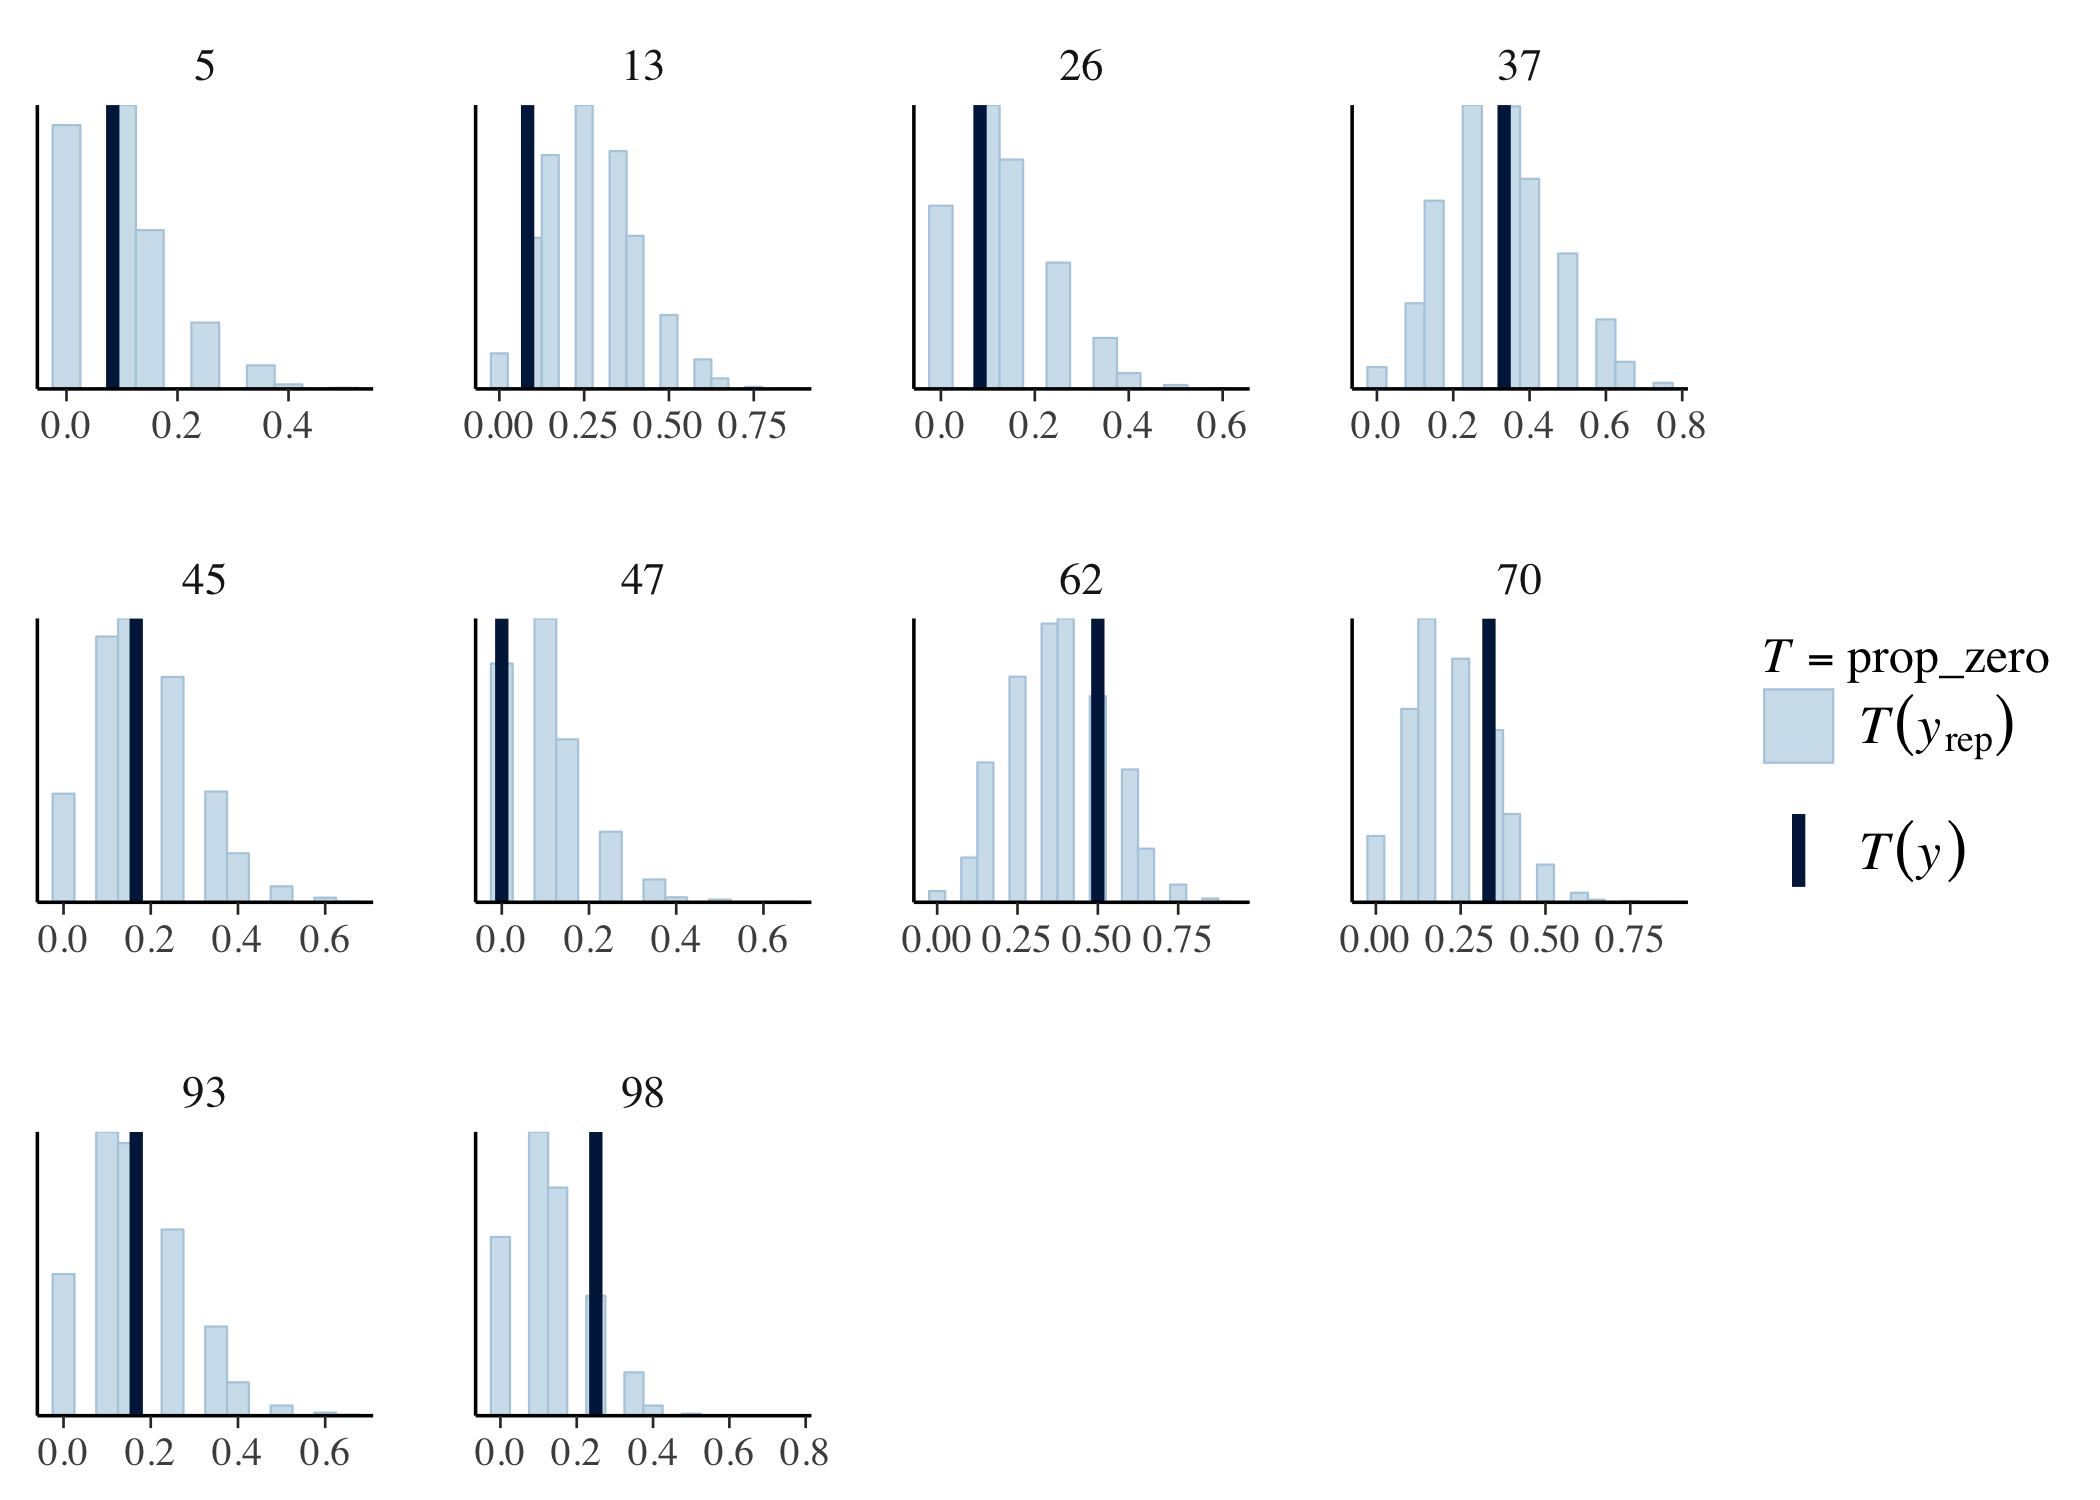 5 13 26 37
0.0 0.2 0.4 0.00 0.25 0.50 0.75 0.0 0.2 0.4 0.6 0.0 0.2 0.4 0.6 0.8
45 47 62 70
T = prop_zero
T(y_rep)
T(y)
0.0 0.2 0.4 0.6 0.0 0.2 0.4 0.6 0.00 0.25 0.50 0.75 0.00 0.25 0.50 0.75
93 98
0.0 0.2 0.4 0.6 0.0 0.2 0.4 0.6 0.8